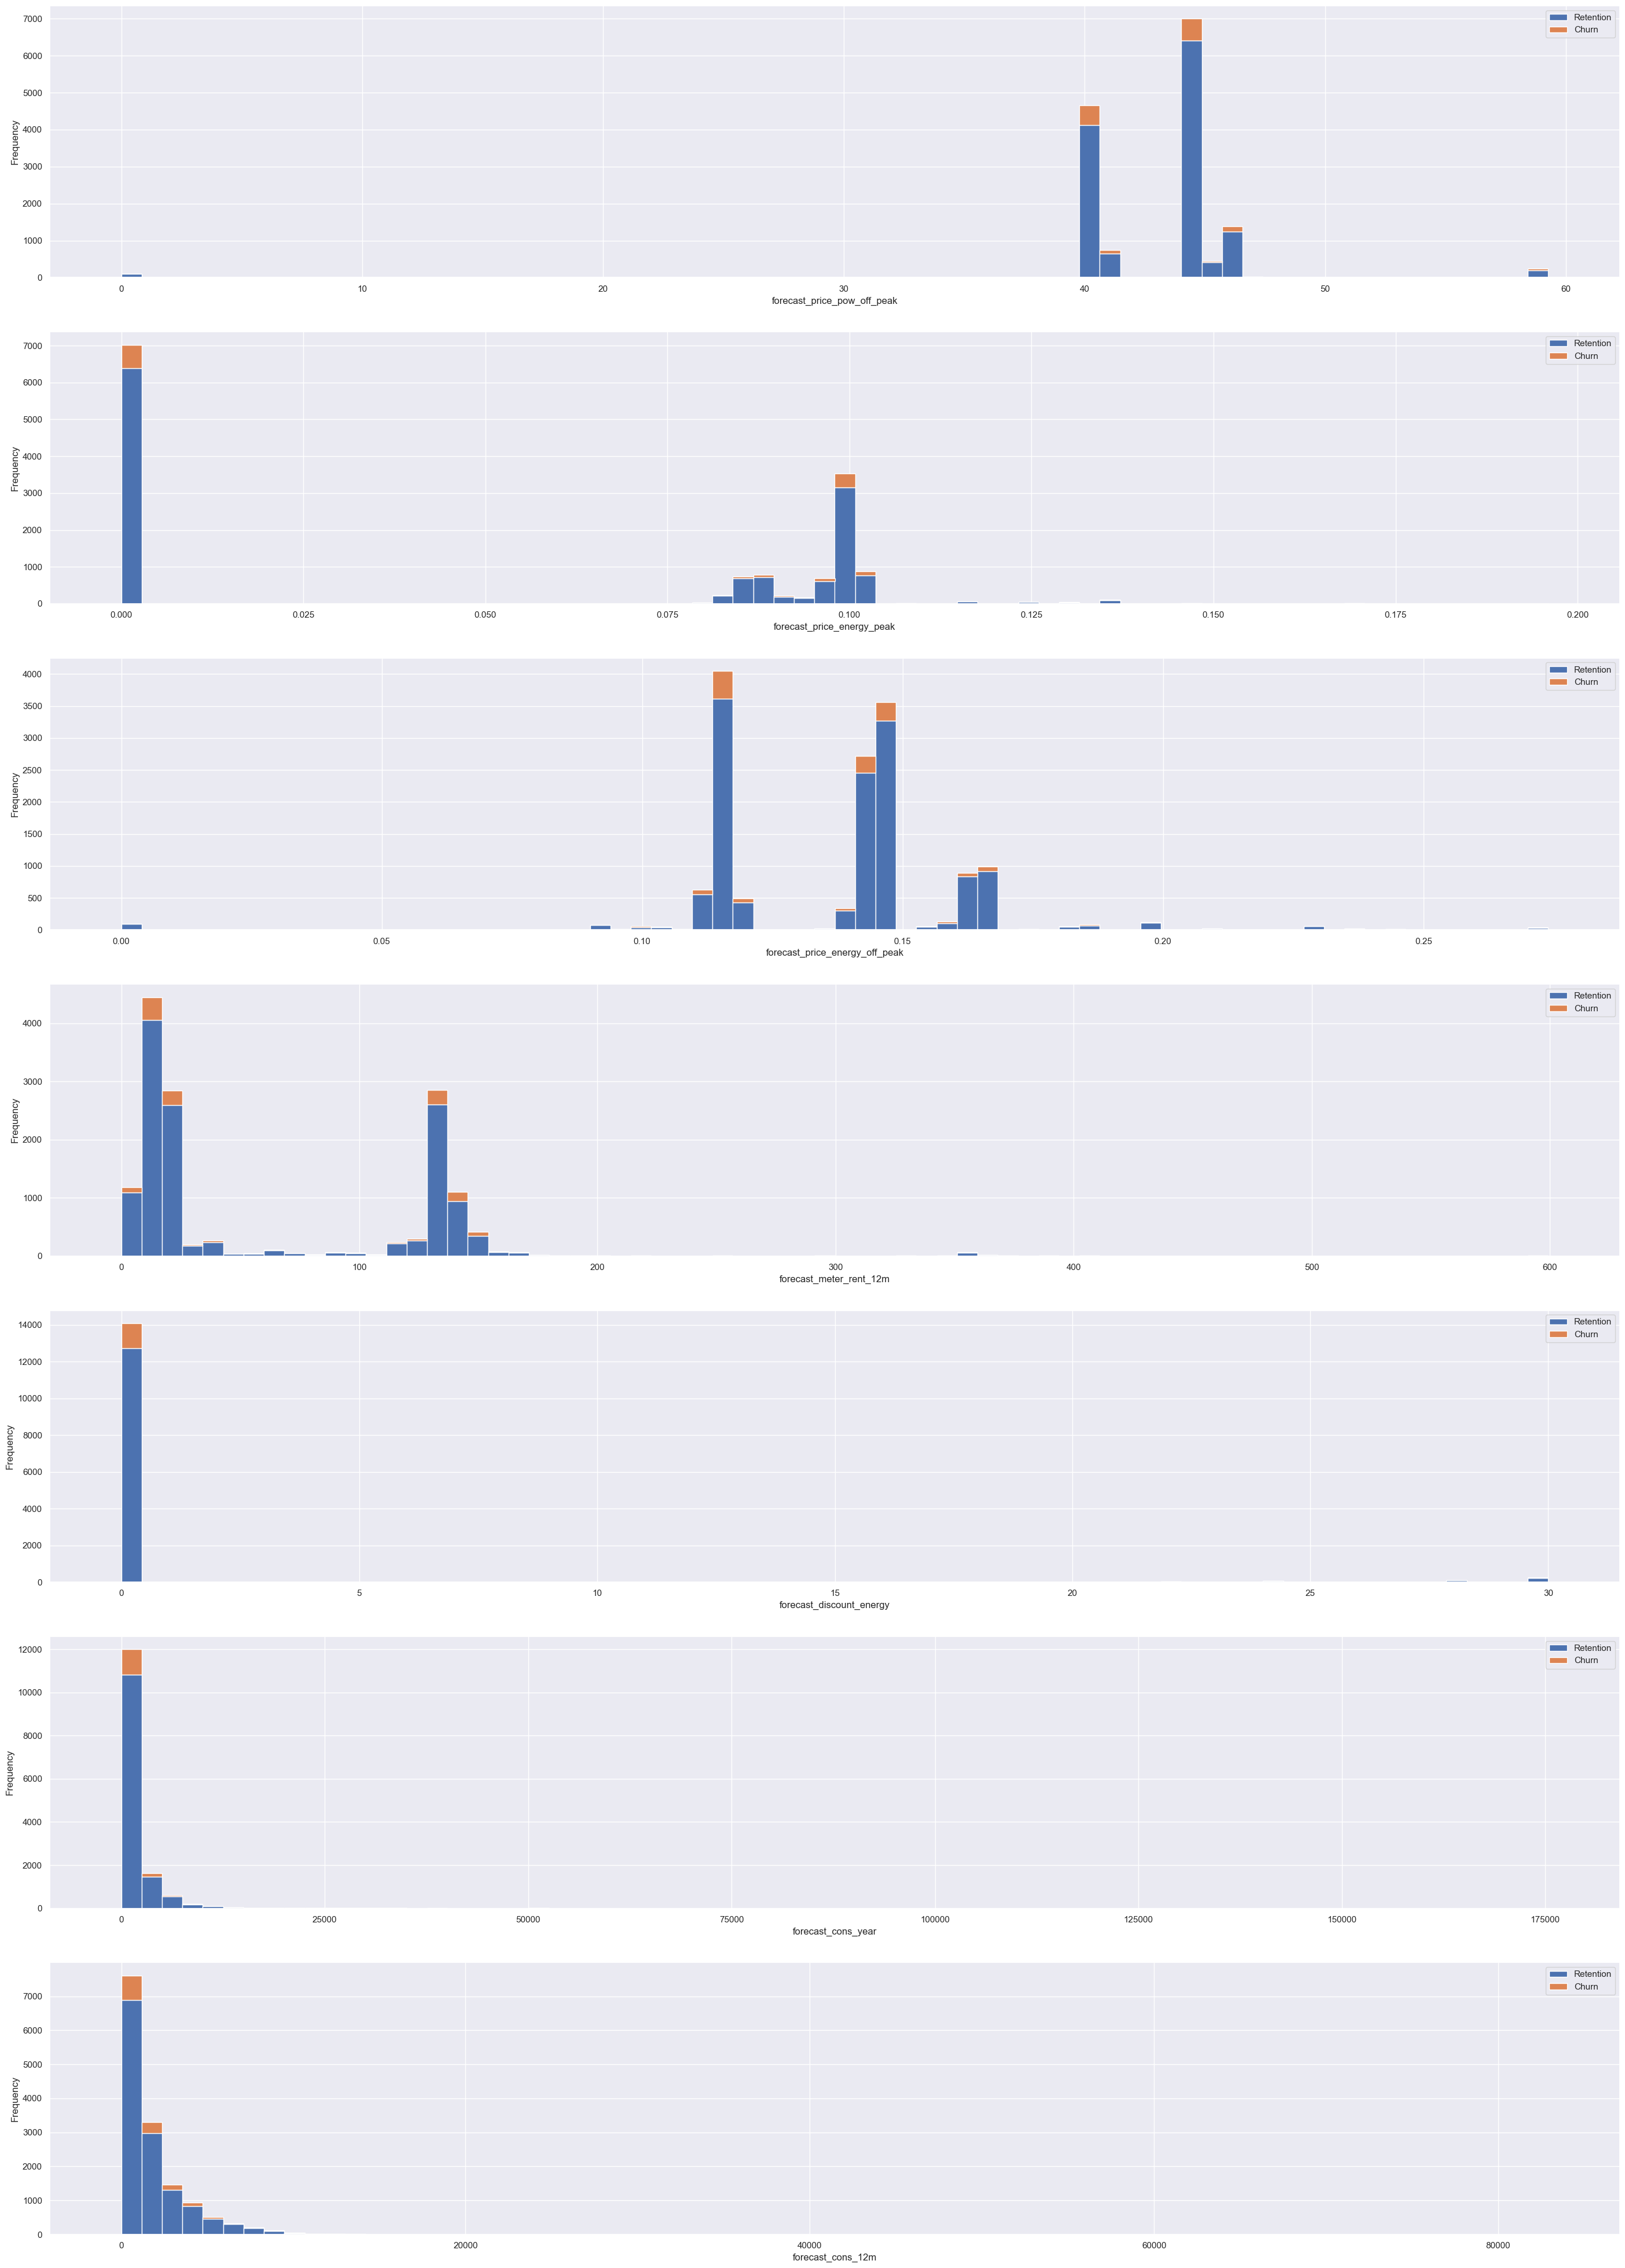 7000
6000
5000
4000
3000
2000
1000
0
Frequency
Retention
Churn
0 10 20 30 40 50 60
forecast_price_pow_off_peak
7000
6000
5000
4000
3000
2000
1000
0
Frequency
Retention
Churn
0.000 0.025 0.050 0.075 0.100 0.125 0.150 0.175 0.200
forecast_price_energy_peak
4000
3500
3000
2500
2000
1500
1000
500
0
Frequency
Retention
Churn
0.00 0.05 0.10 0.15 0.20 0.25
forecast_price_energy_off_peak
4000
3000
2000
1000
0
Frequency
Retention
Churn
0 100 200 300 400 500 600
forecast_meter_rent_12m
14000
12000
10000
8000
6000
4000
2000
0
Frequency
Retention
Churn
0 5 10 15 20 25 30
forecast_discount_energy
12000
10000
8000
6000
4000
2000
0
Frequency
Retention
Churn
0 25000 50000 75000 100000 125000 150000 175000
forecast_cons_year
7000
6000
5000
4000
3000
2000
1000
0
Frequency
Retention
Churn
0 20000 40000 60000 80000
forecast_cons_12m